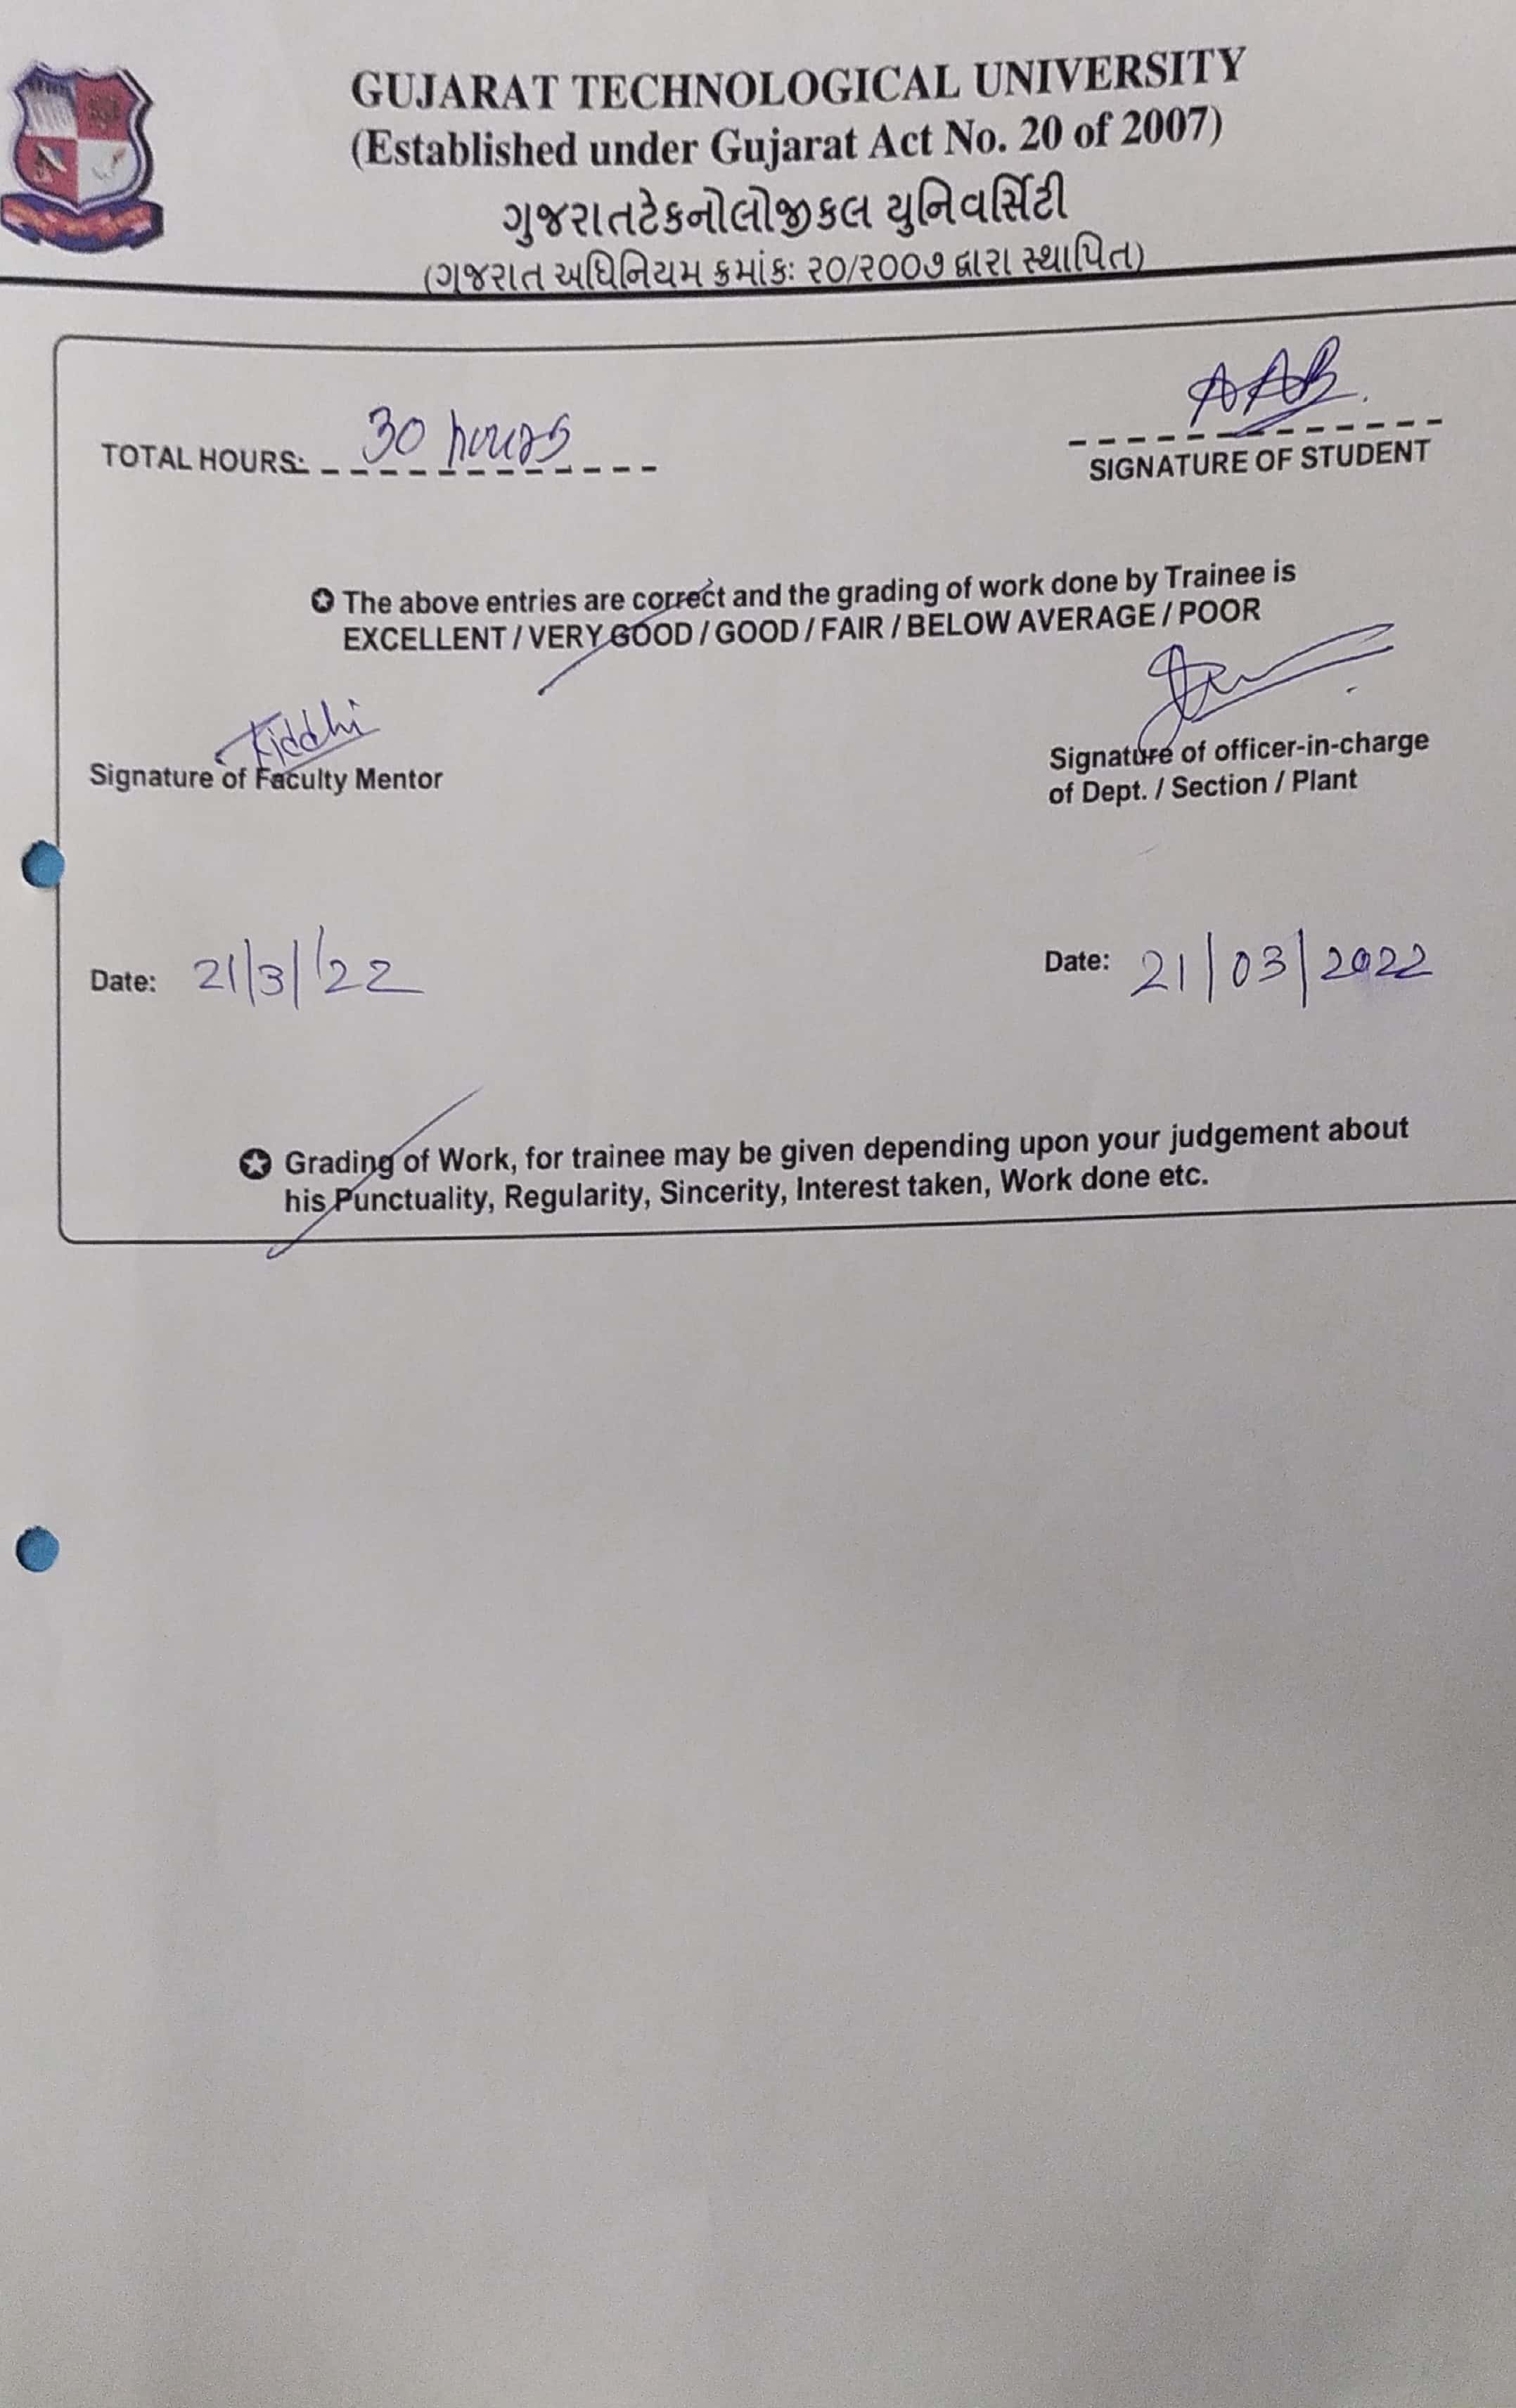 GUJARAT TECHNOLOGICAL UNIVERSITY
(Established under Gujarat Act No. 20 of 2007)
ગુજરાતટેકનોલોજીકલ યુનિવર્સિટી
(ગુજરાત અધિનિયમ ક્રમાંકઃ ૨૦/૨૦૦૭ દ્વારા સ્થાપિત)
AAB.
TOTAL HOURS: 30 hours
SIGNATURE OF STUDENT
The above entries are correct and the grading of work done by Trainee is
EXCELLENT / VERY GOOD / GOOD / FAIR / BELOW AVERAGE / POOR
Riddhi
Signature of Faculty Mentor
Signature of officer-in-charge
of Dept. / Section / Plant
Date: 21/3/'22
Date: 21/03/2022
Grading of Work, for trainee may be given depending upon your judgement about
his Punctuality, Regularity, Sincerity, Interest taken, Work done etc.